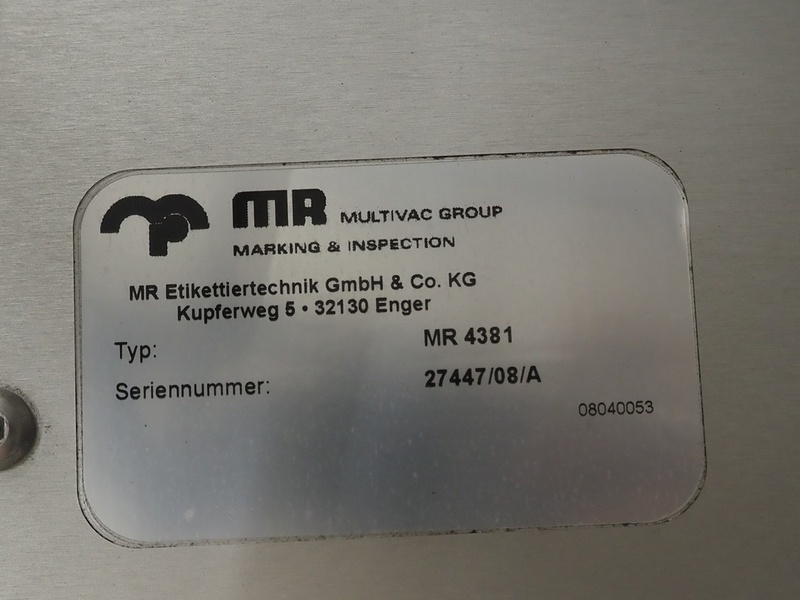 MR MULTIVAC GROUP
MARKING & INSPECTION
MR Etikettiertechnik GmbH & Co. KG
Kupferweg 5 • 32130 Enger
Typ: MR 4381
Seriennummer: 27447/08/A
08040053